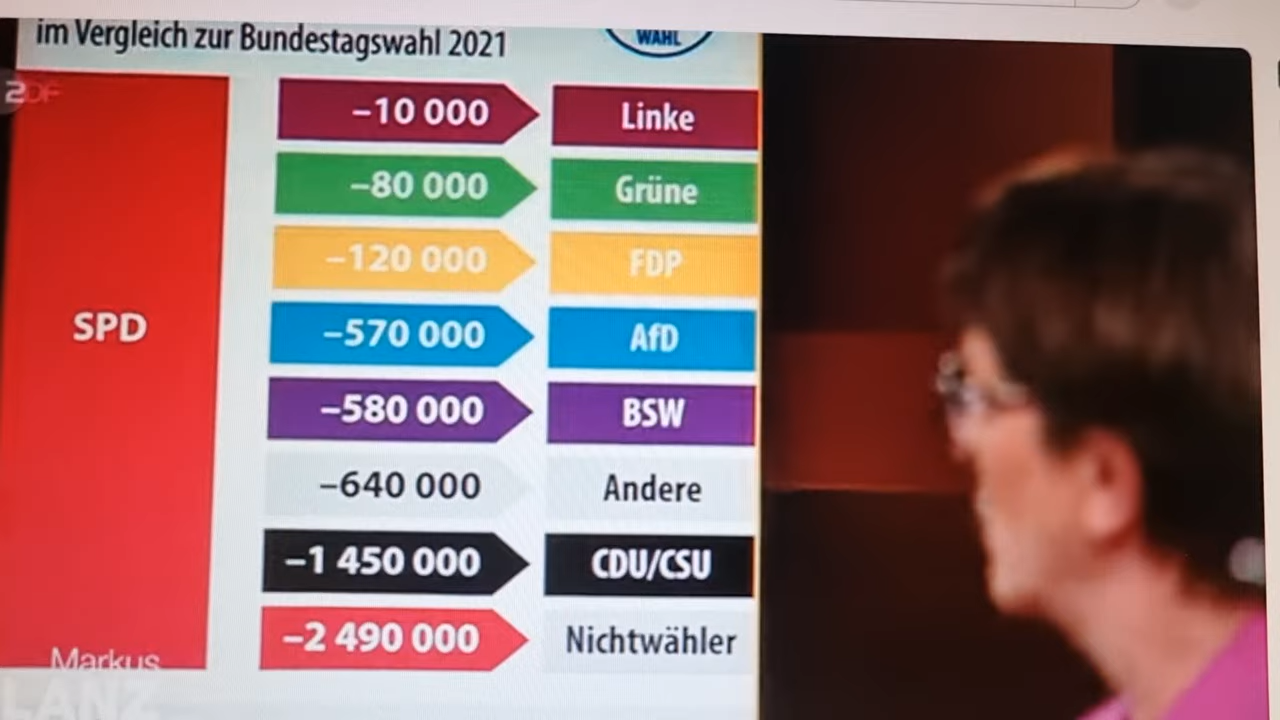 im Vergleich zur Bundestagswahl 2021
WAHL
2DF
SPD
–10 000 Linke
–80 000 Grüne
–120 000 FDP
–570 000 AfD
–580 000 BSW
–640 000 Andere
–1 450 000 CDU/CSU
–2 490 000 Nichtwähler
Markus
LANZ